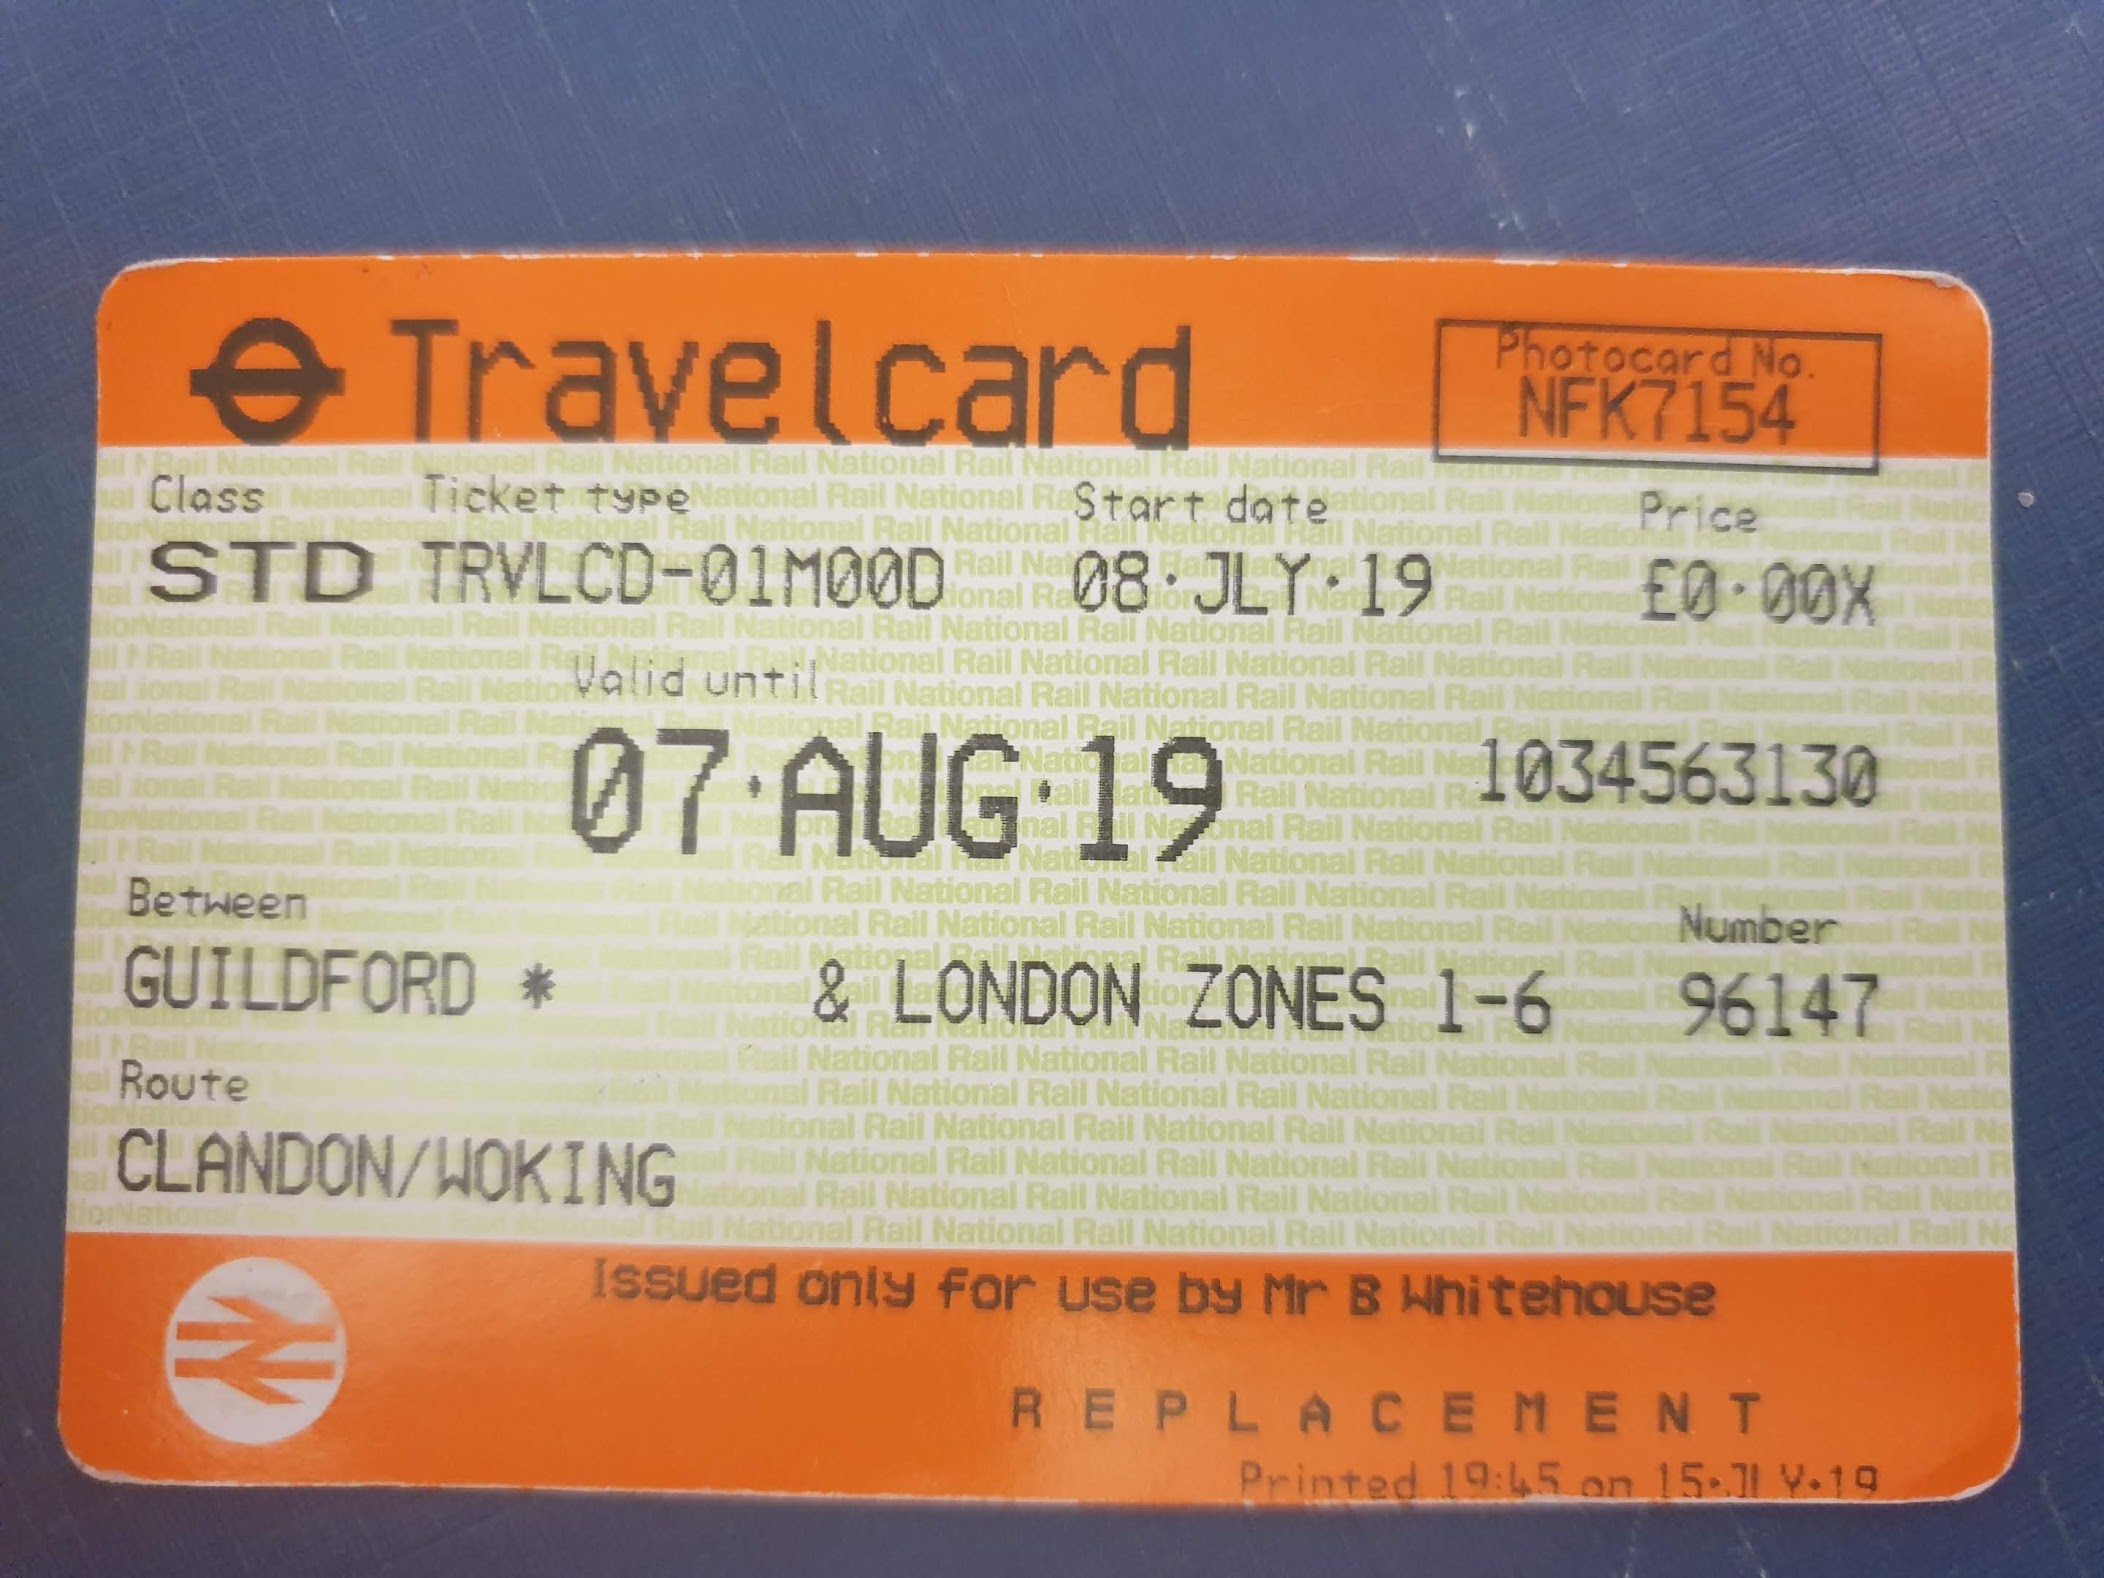 Travelcard
Photocard No.
NFK7154
Class Ticket type Start date Price
STD TRVLCD-01M00D 08·JLY·19 £0·00X
Valid until
07·AUG·19 1034563130
Between Number
GUILDFORD * & LONDON ZONES 1-6 96147
Route
CLANDON/WOKING
Issued only for use by Mr B Whitehouse
REPLACEMENT
Printed 19:45 on 15·JLY·19